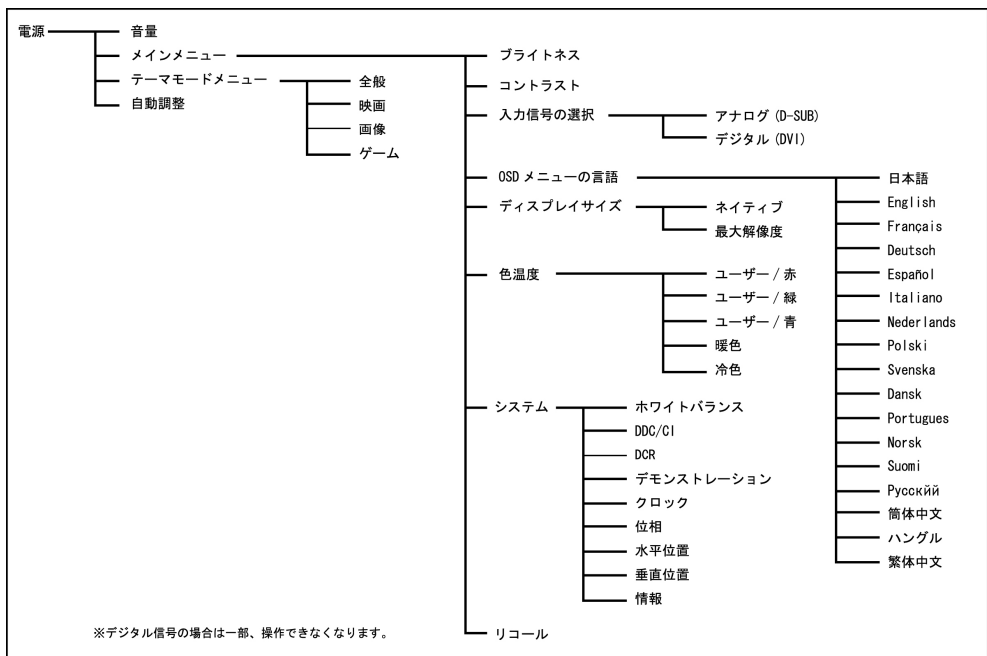 電源
音量
メインメニュー
テーマモードメニュー
自動調整
全般
映画
画像
ゲーム
ブライトネス
コントラスト
入力信号の選択
アナログ (D-SUB)
デジタル (DVI)
OSD メニューの言語
日本語
English
Français
Deutsch
Español
Italiano
Nederlands
Polski
Svenska
Dansk
Portugues
Norsk
Suomi
Русскйй
简体中文
ハングル
繁体中文
ディスプレイサイズ
ネイティブ
最大解像度
色温度
ユーザー / 赤
ユーザー / 緑
ユーザー / 青
暖色
冷色
システム
ホワイトバランス
DDC/CI
DCR
デモンストレーション
クロック
位相
水平位置
垂直位置
情報
リコール
※デジタル信号の場合は一部、操作できなくなります。